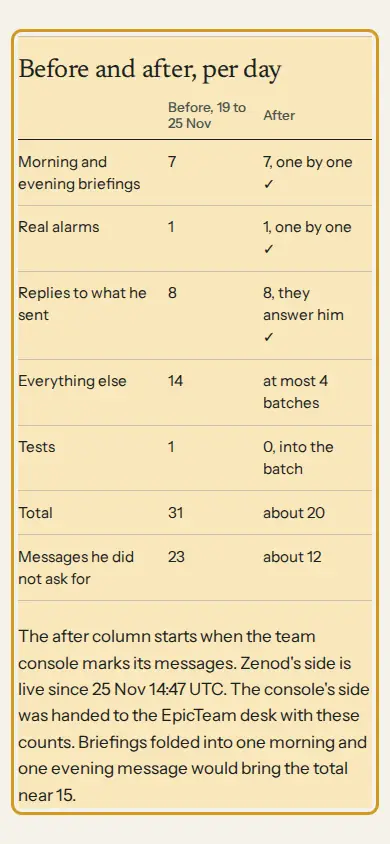 Before and after, per day
Before, 19 to
25 Nov
After
Morning and
evening briefings
7
7, one by one
✓
Real alarms
1
1, one by one
✓
Replies to what he
sent
8
8, they
answer him
✓
Everything else
14
at most 4
batches
Tests
1
0, into the
batch
Total
31
about 20
Messages he did
not ask for
23
about 12
The after column starts when the team
console marks its messages. Zenod's side is
live since 25 Nov 14:47 UTC. The console's side
was handed to the EpicTeam desk with these
counts. Briefings folded into one morning and
one evening message would bring the total
near 15.